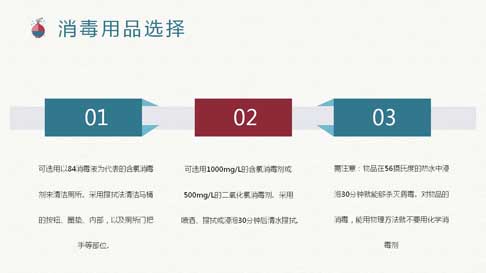 消毒用品选择
01
02
03
可选用以84消毒液为代表的含氯消毒
剂来清洁厕所。采用擦拭法清洁马桶
的按钮、圈垫、内部，以及厕所门把
手等部位。
可选用1000mg/L的含氯消毒剂或
500mg/L的二氧化氯消毒剂。采用
喷洒、擦拭或浸泡30分钟后清水擦拭。
需注意：物品在56摄氏度的热水中浸
泡30分钟就能够杀灭病毒。对物品的
消毒，能用物理方法就不要用化学消
毒剂